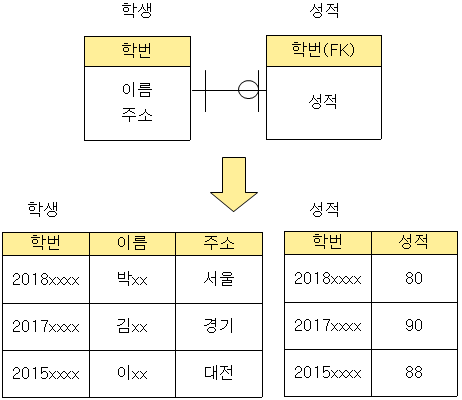 학생 성적
학번 학번(FK)
이름
주소
성적
학생 성적
학번 이름 주소 학번 성적
2018xxxx 박xx 서울 2018xxxx 80
2017xxxx 김xx 경기 2017xxxx 90
2015xxxx 이xx 대전 2015xxxx 88